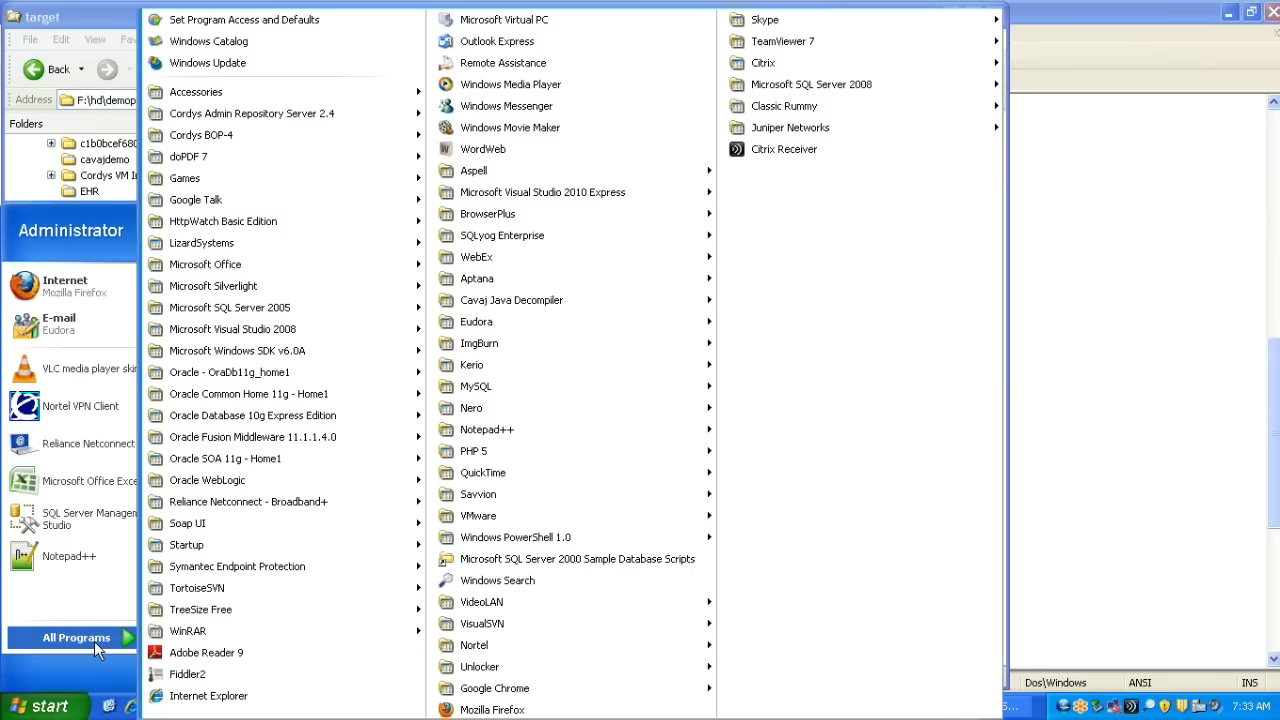 target
File
Edit
View
Fav
Back
Address
F:\hd\demop
Folders
c1b0bcef680
cavajdemo
Cordys VM In
EHR
Administrator
Internet
Mozilla Firefox
E-mail
Eudora
VLC media player skin
Nortel VPN Client
Reliance Netconnect
Microsoft Office Exce
SQL Server Manager
Studio
Notepad++
All Programs
start
Set Program Access and Defaults
Windows Catalog
Windows Update
Accessories
Cordys Admin Repository Server 2.4
Cordys BOP-4
doPDF 7
Games
Google Talk
HttpWatch Basic Edition
LizardSystems
Microsoft Office
Microsoft Silverlight
Microsoft SQL Server 2005
Microsoft Visual Studio 2008
Microsoft Windows SDK v6.0A
Oracle - OraDb11g_home1
Oracle Common Home 11g - Home1
Oracle Database 10g Express Edition
Oracle Fusion Middleware 11.1.1.4.0
Oracle SOA 11g - Home1
Oracle WebLogic
Reliance Netconnect - Broadband+
Soap UI
Startup
Symantec Endpoint Protection
TortoiseSVN
TreeSize Free
WinRAR
Adobe Reader 9
Fiddler2
Internet Explorer
Microsoft Virtual PC
Outlook Express
Remote Assistance
Windows Media Player
Windows Messenger
Windows Movie Maker
WordWeb
Aspell
Microsoft Visual Studio 2010 Express
BrowserPlus
SQLyog Enterprise
WebEx
Aptana
Cavaj Java Decompiler
Eudora
ImgBurn
Kerio
MySQL
Nero
Notepad++
PHP 5
QuickTime
Savvion
VMware
Windows PowerShell 1.0
Microsoft SQL Server 2000 Sample Database Scripts
Windows Search
VideoLAN
VisualSVN
Nortel
Unlocker
Google Chrome
Mozilla Firefox
Skype
TeamViewer 7
Citrix
Microsoft SQL Server 2008
Classic Rummy
Juniper Networks
Citrix Receiver
Dos\Windows
ANSI
INS
5...
7:33 AM